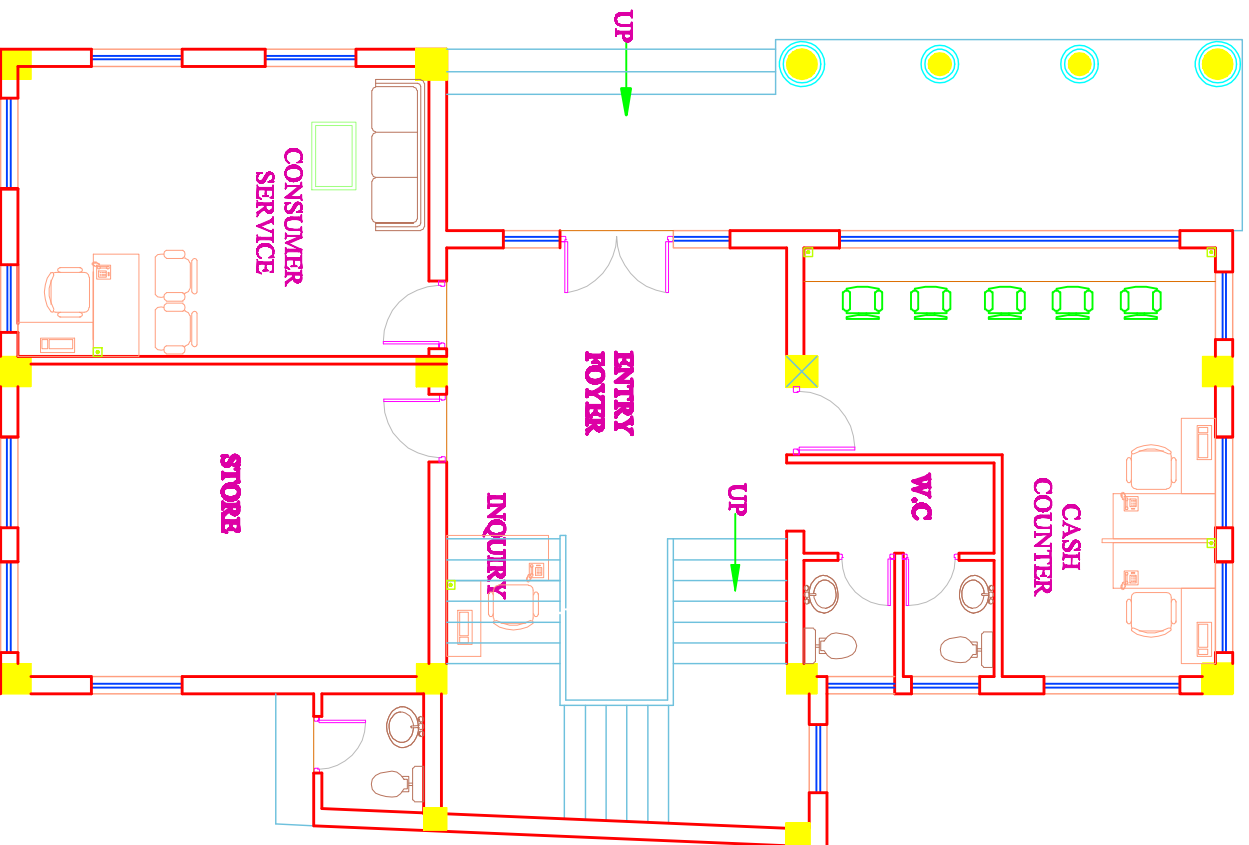 UP
CONSUMER
SERVICE
ENTRY
FOYER
STORE
INQUIRY
UP
W.C
CASH
COUNTER